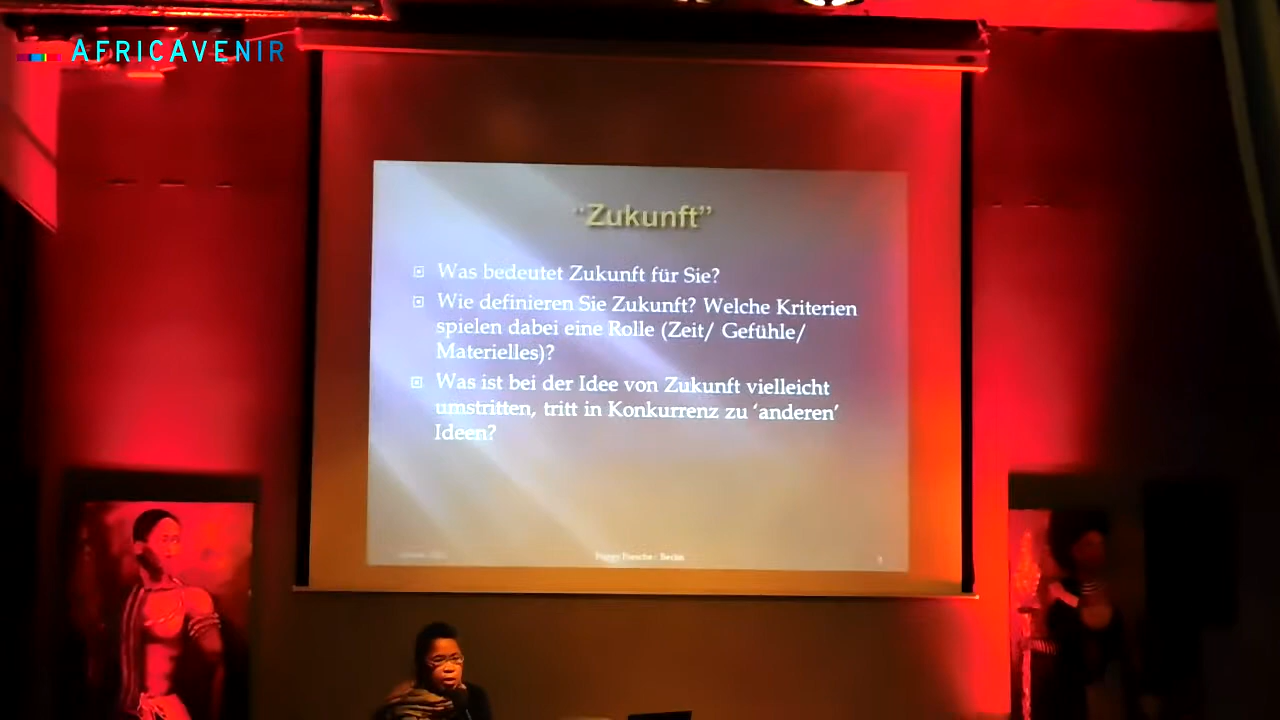 AFRICAVENIR
“Zukunft”
Was bedeutet Zukunft für Sie?
Wie definieren Sie Zukunft? Welche Kriterien
spielen dabei eine Rolle (Zeit/ Gefühle/
Materielles)?
Was ist bei der Idee von Zukunft vielleicht
umstritten, tritt in Konkurrenz zu ‘anderen’
Ideen?
Berlin